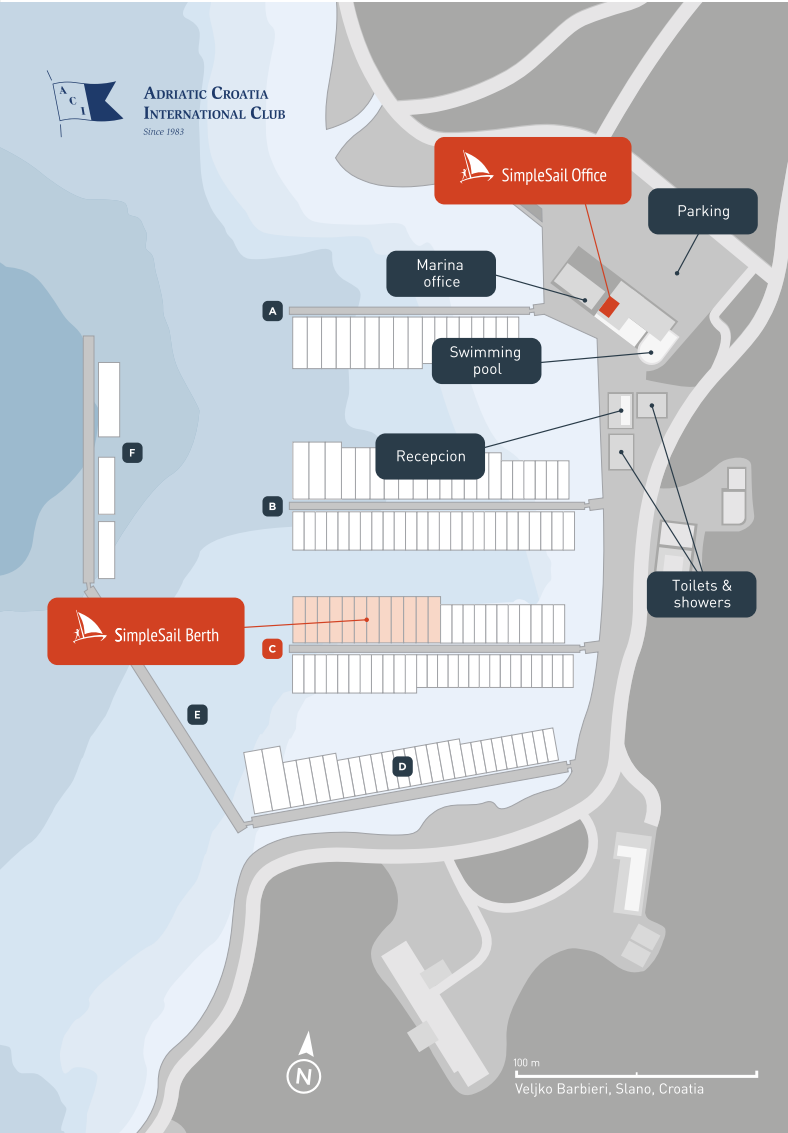 A
C
I
ADRIATIC CROATIA
INTERNATIONAL CLUB
Since 1983
SimpleSail Office
Parking
Marina
office
A
Swimming
pool
F
Recepcion
B
Toilets &
showers
SimpleSail Berth
C
E
D
N
100 m
Veljko Barbieri, Slano, Croatia